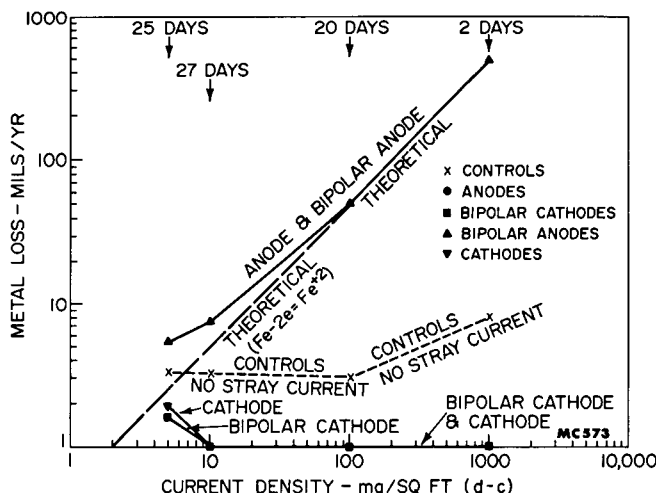 1000
25 DAYS
20 DAYS
2 DAYS
27 DAYS
100
10
1
METAL LOSS - MILS/YR
ANODE & BIPOLAR ANODE
THEORETICAL
x CONTROLS
● ANODES
■ BIPOLAR CATHODES
▲ BIPOLAR ANODES
▼ CATHODES
THEORETICAL
(Fe-2e=Fe+2)
CONTROLS
NO STRAY CURRENT
CONTROLS
NO STRAY CURRENT
CATHODE
BIPOLAR CATHODE
BIPOLAR CATHODE
& CATHODE
MC573
1
10
100
1000
10,000
CURRENT DENSITY - ma/SQ FT (d-c)